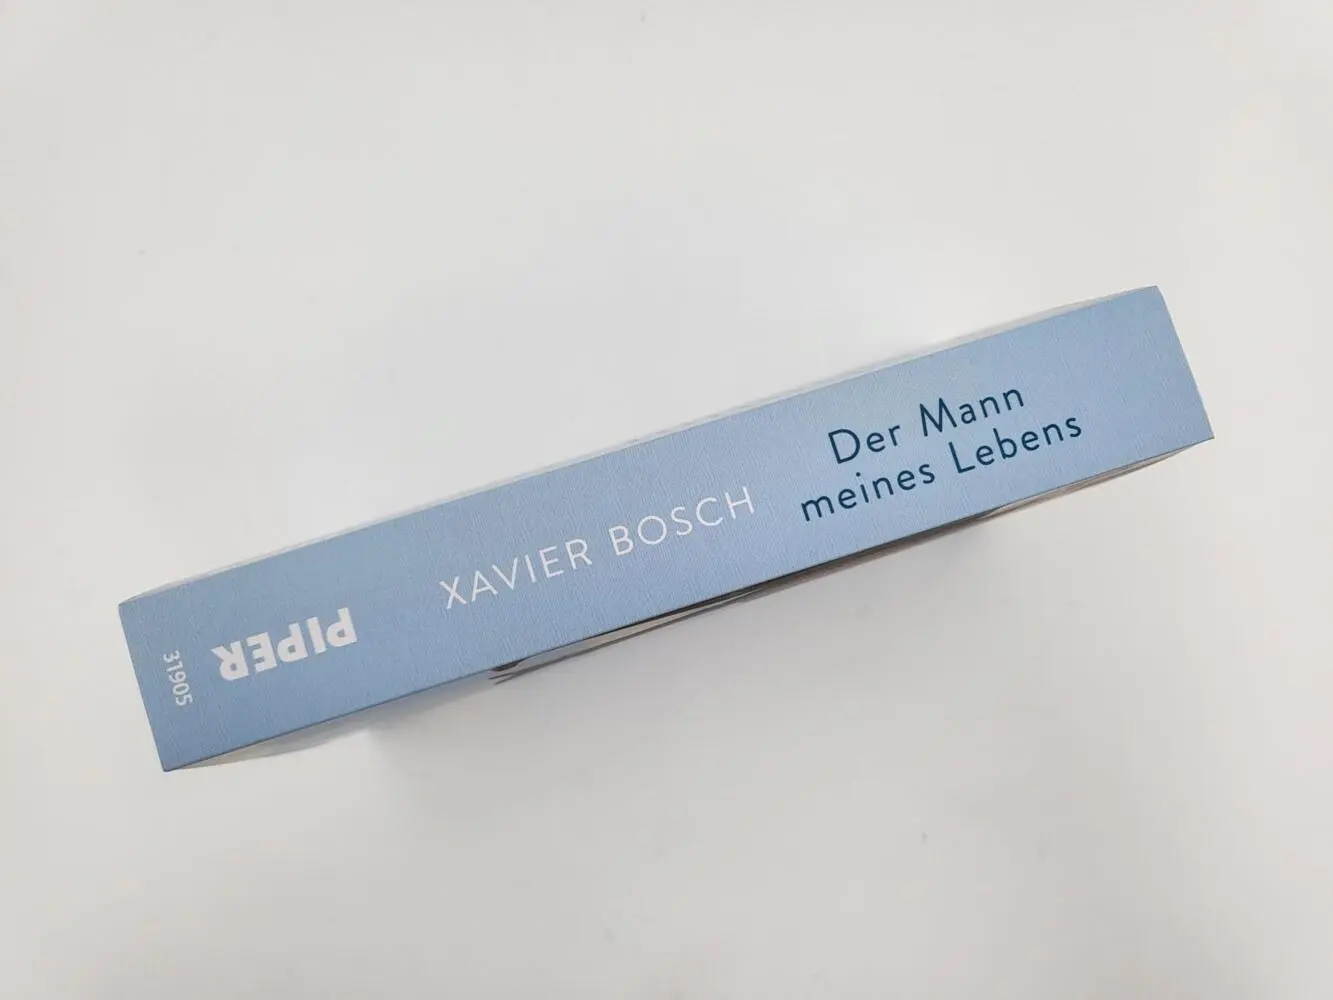 Der Mann
meines Lebens
XAVIER BOSCH
PIPER
31905